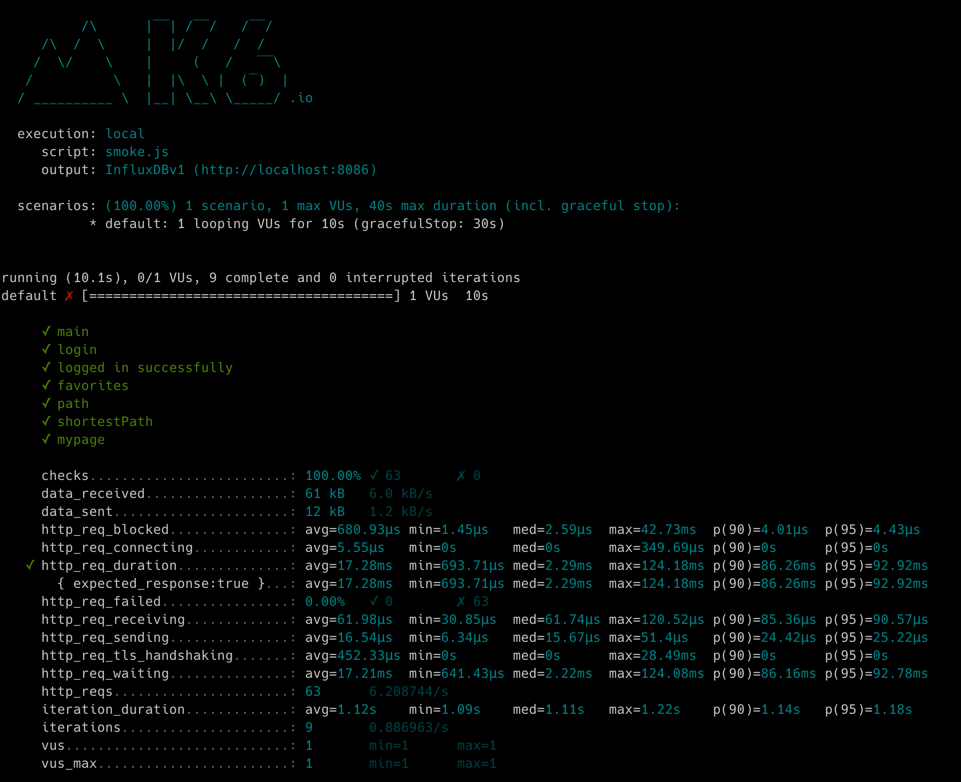 .io
execution: local
script: smoke.js
output: InfluxDBv1 (http://localhost:8086)
scenarios: (100.00%) 1 scenario, 1 max VUs, 40s max duration (incl. graceful stop):
* default: 1 looping VUs for 10s (gracefulStop: 30s)
running (10.1s), 0/1 VUs, 9 complete and 0 interrupted iterations
default ✗ [======================================] 1 VUs  10s
✓ main
✓ login
✓ logged in successfully
✓ favorites
✓ path
✓ shortestPath
✓ mypage
checks.........................: 100.00% ✓ 63       ✗ 0
data_received..................: 61 kB   6.0 kB/s
data_sent......................: 12 kB   1.2 kB/s
http_req_blocked...............: avg=680.93µs min=1.45µs   med=2.59µs  max=42.73ms  p(90)=4.01µs  p(95)=4.43µs
http_req_connecting............: avg=5.55µs   min=0s       med=0s      max=349.69µs p(90)=0s      p(95)=0s
✓ http_req_duration..............: avg=17.28ms  min=693.71µs med=2.29ms  max=124.18ms p(90)=86.26ms p(95)=92.92ms
{ expected_response:true }...: avg=17.28ms  min=693.71µs med=2.29ms  max=124.18ms p(90)=86.26ms p(95)=92.92ms
http_req_failed................: 0.00%   ✓ 0        ✗ 63
http_req_receiving.............: avg=61.98µs  min=30.85µs  med=61.74µs max=120.52µs p(90)=85.36µs p(95)=90.57µs
http_req_sending...............: avg=16.54µs  min=6.34µs   med=15.67µs max=51.4µs   p(90)=24.42µs p(95)=25.22µs
http_req_tls_handshaking.......: avg=452.33µs min=0s       med=0s      max=28.49ms  p(90)=0s      p(95)=0s
http_req_waiting...............: avg=17.21ms  min=641.43µs med=2.22ms  max=124.08ms p(90)=86.16ms p(95)=92.78ms
http_reqs......................: 63      6.208744/s
iteration_duration.............: avg=1.12s    min=1.09s    med=1.11s   max=1.22s    p(90)=1.14s   p(95)=1.18s
iterations.....................: 9       0.886963/s
vus............................: 1       min=1      max=1
vus_max........................: 1       min=1      max=1